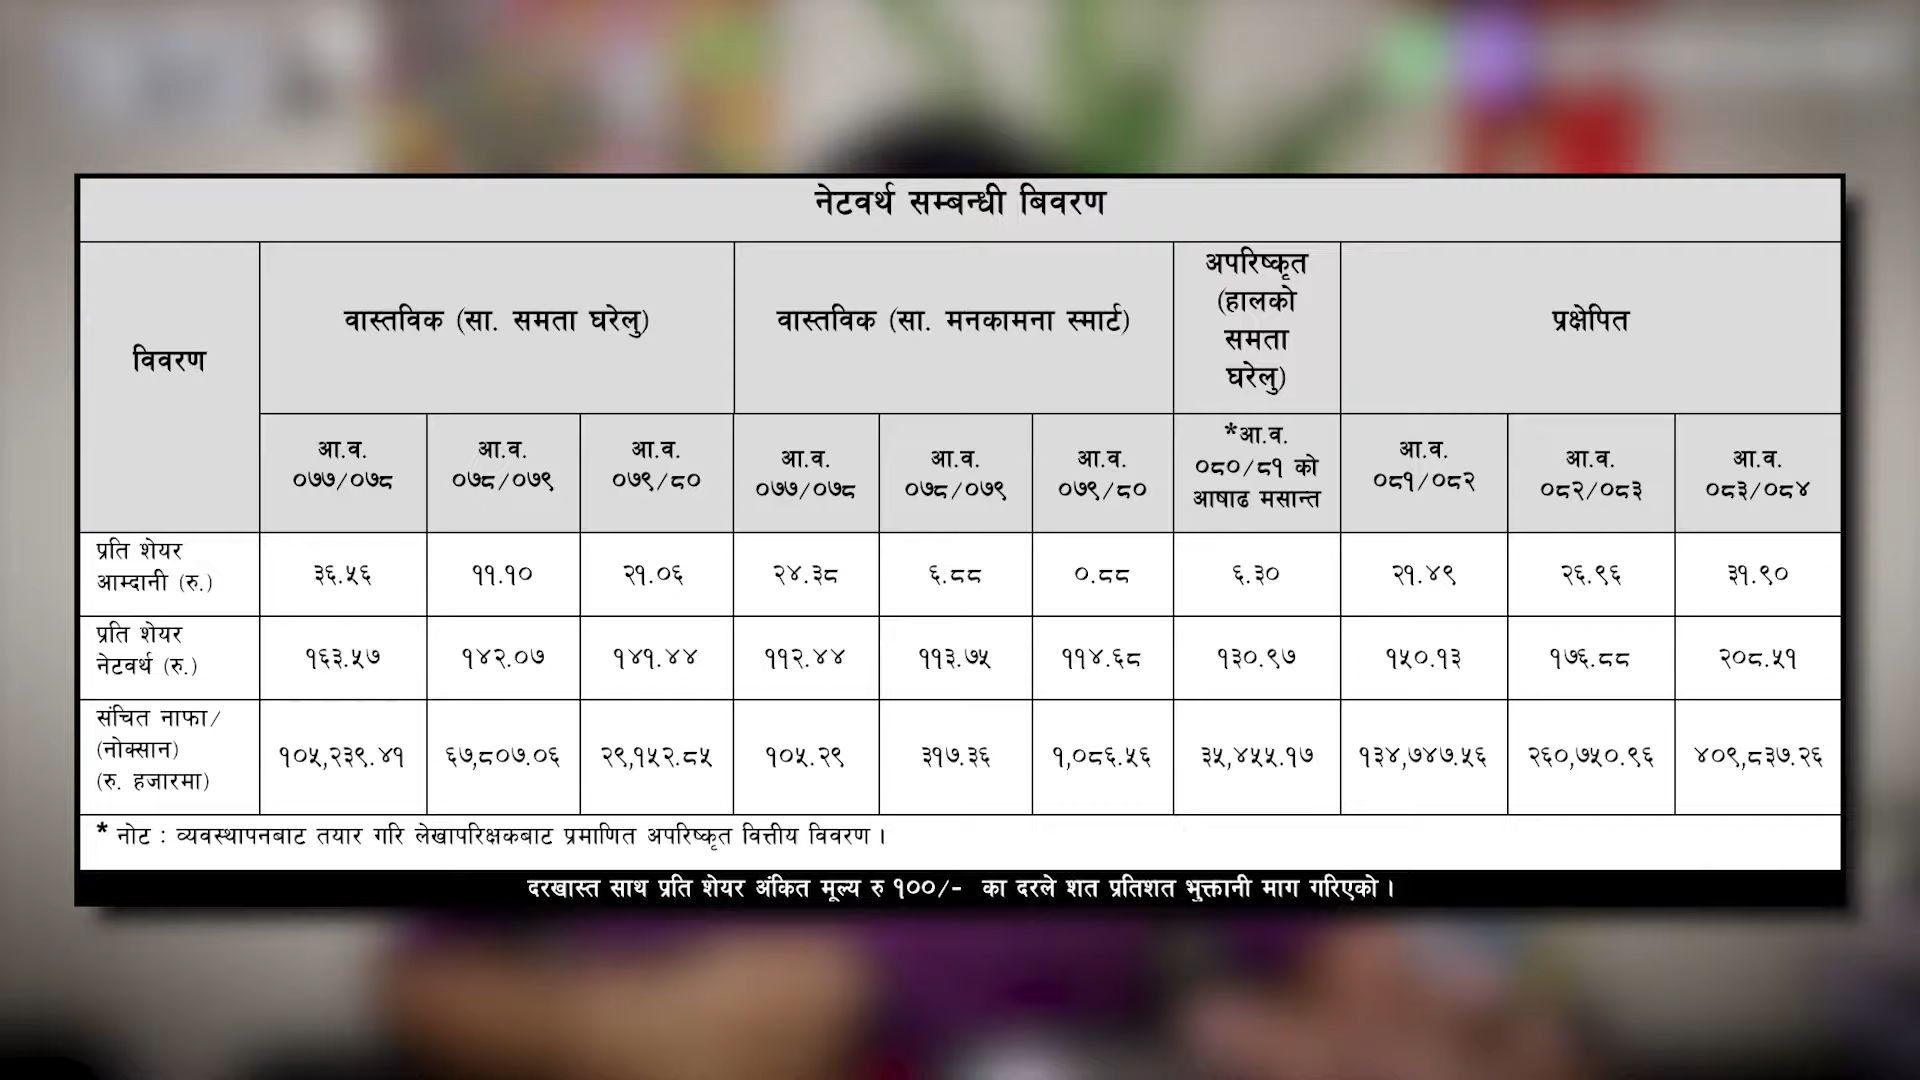 नेटवर्थ सम्बन्धी बिवरण
विवरण
वास्तविक (सा. समता घरेलु)
वास्तविक (सा. मनकामना स्मार्ट)
अपरिष्कृत
(हालको
समता
घरेलु)
प्रक्षेपित
आ.व.
०७७/०७८
आ.व.
०७८/०७९
आ.व.
०७९/८०
आ.व.
०७७/०७८
आ.व.
०७८/०७९
आ.व.
०७९/८०
*आ.व.
०८०/८१ को
आषाढ मसान्त
आ.व.
०८१/०८२
आ.व.
०८२/०८३
आ.व.
०८३/०८४
प्रति शेयर
आम्दानी (रु.)
३६.५६ ११.१० २१.०६ २४.३८ ६.८८ ०.८८ ६.३० २१.४९ २६.९६ ३१.९०
प्रति शेयर
नेटवर्थ (रु.)
१६३.५७ १४२.०७ १४१.४४ ११२.४४ ११३.७५ ११४.६८ १३०.९७ १५०.१३ १७६.८८ २०८.५१
संचित नाफा/
(नोक्सान)
(रु. हजारमा)
१०५,२३९.४१ ६७,८०७.०६ २९,१५२.८५ १०५.२९ ३१७.३६ १,०८६.५६ ३५,४५५.१७ १३४,७४७.५६ २६०,७५०.९६ ४०९,८३७.२६
* नोट : व्यवस्थापनबाट तयार गरि लेखापरिक्षकबाट प्रमाणित अपरिष्कृत वित्तीय विवरण ।
दरखास्त साथ प्रति शेयर अंकित मूल्य रु १००/- का दरले शत प्रतिशत भुक्तानी माग गरिएको ।